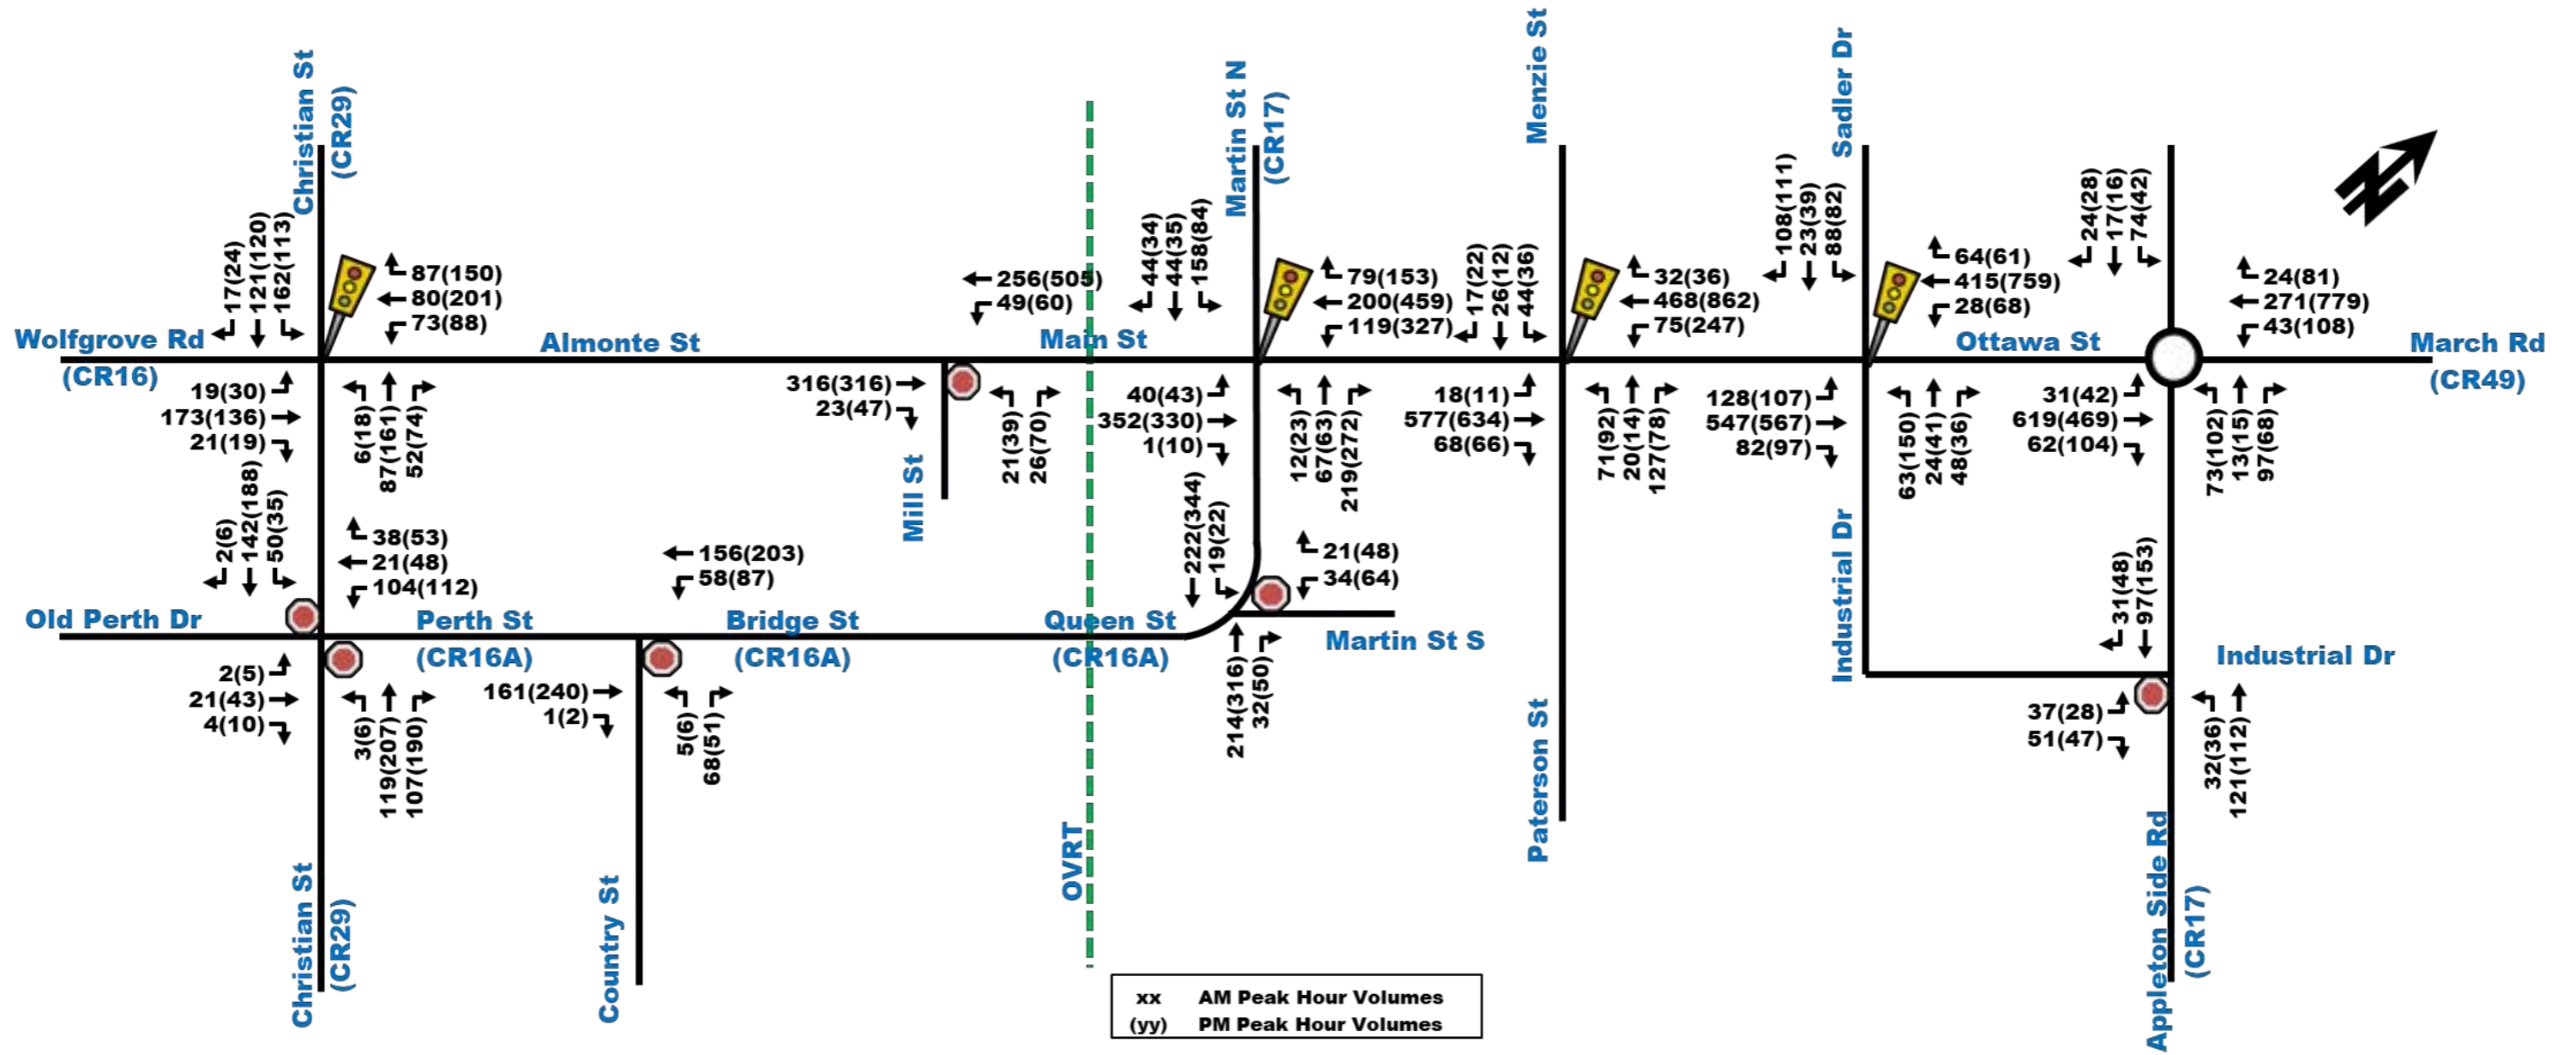 Christian St
(CR29)
17(24)
121(120)
162(113)
87(150)
80(201)
73(88)
Wolfgrove Rd
(CR16)
19(30)
173(136)
21(19)
6(18)
87(161)
52(74)
Almonte St
256(505)
49(60)
316(316)
23(47)
Mill St
21(39)
26(70)
Main St
Martin St N
(CR17)
44(34)
44(35)
158(84)
79(153)
200(459)
119(327)
40(43)
352(330)
1(10)
12(23)
67(63)
219(272)
Menzie St
17(22)
26(12)
44(36)
32(36)
468(862)
75(247)
18(11)
577(634)
68(66)
71(92)
20(14)
127(78)
Paterson St
Sadler Dr
108(111)
23(39)
88(82)
64(61)
415(759)
28(68)
128(107)
547(567)
82(97)
63(150)
24(41)
48(36)
Industrial Dr
Ottawa St
24(28)
17(16)
74(42)
24(81)
271(779)
43(108)
31(42)
619(469)
62(104)
73(102)
13(15)
97(68)
March Rd
(CR49)
2(6)
142(188)
50(35)
38(53)
21(48)
104(112)
Old Perth Dr
2(5)
21(43)
4(10)
3(6)
119(207)
107(190)
Christian St
(CR29)
Perth St
(CR16A)
156(203)
58(87)
161(240)
1(2)
5(6)
68(51)
Country St
Bridge St
(CR16A)
Queen St
(CR16A)
OVRT
222(344)
19(22)
21(48)
34(64)
214(316)
32(50)
Martin St S
31(48)
97(153)
Industrial Dr
37(28)
51(47)
32(36)
121(112)
Appleton Side Rd
(CR17)
xx AM Peak Hour Volumes
(yy) PM Peak Hour Volumes